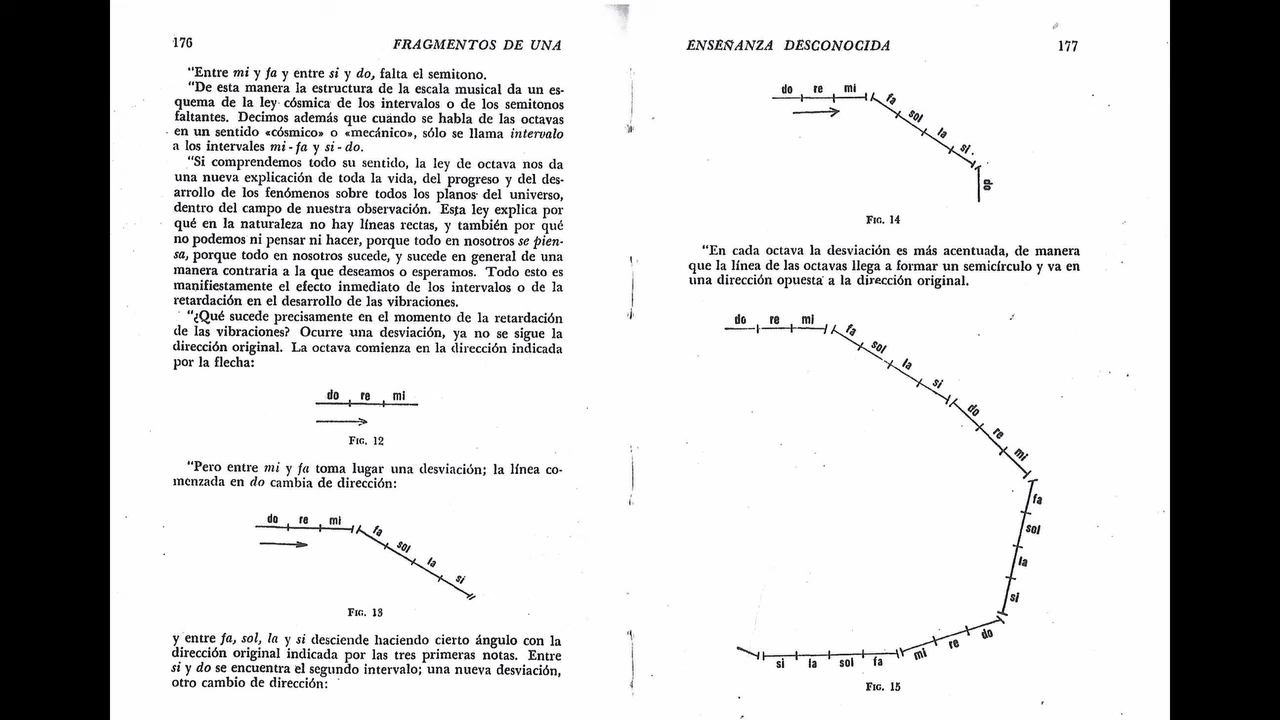 176
FRAGMENTOS DE UNA
"Entre mi y fa y entre si y do, falta el semitono.
"De esta manera la estructura de la escala musical da un es-
quema de la ley cósmica de los intervalos o de los semitonos
faltantes. Decimos además que cuando se habla de las octavas
en un sentido «cósmico» o «mecánico», sólo se llama intervalo
a los intervales mi - fa y si - do.
"Si comprendemos todo su sentido, la ley de octava nos da
una nueva explicación de toda la vida, del progreso y del des-
arrollo de los fenómenos sobre todos los planos del universo,
dentro del campo de nuestra observación. Esta ley explica por
qué en la naturaleza no hay líneas rectas, y también por qué
no podemos ni pensar ni hacer, porque todo en nosotros se pien-
sa, porque todo en nosotros sucede, y sucede en general de una
manera contraria a la que deseamos o esperamos. Todo esto es
manifiestamente el efecto inmediato de los intervalos o de la
retardación en el desarrollo de las vibraciones.
"¿Qué sucede precisamente en el momento de la retardación
de las vibraciones? Ocurre una desviación, ya no se sigue la
dirección original. La octava comienza en la dirección indicada
por la flecha:
do re mi
FIG. 12
"Pero entre mi y fa toma lugar una desviación; la línea co-
menzada en do cambia de dirección:
do re mi fa sol la si
FIG. 13
y entre fa, sol, la y si desciende haciendo cierto ángulo con la
dirección original indicada por las tres primeras notas. Entre
si y do se encuentra el segundo intervalo; una nueva desviación,
otro cambio de dirección:
ENSEÑANZA DESCONOCIDA
177
do re mi fa sol la si do
FIG. 14
"En cada octava la desviación es más acentuada, de manera
que la línea de las octavas llega a formar un semicírculo y va en
una dirección opuesta a la dirección original.
do re mi fa sol la si do re mi fa sol la si do re mi fa sol la si
FIG. 15